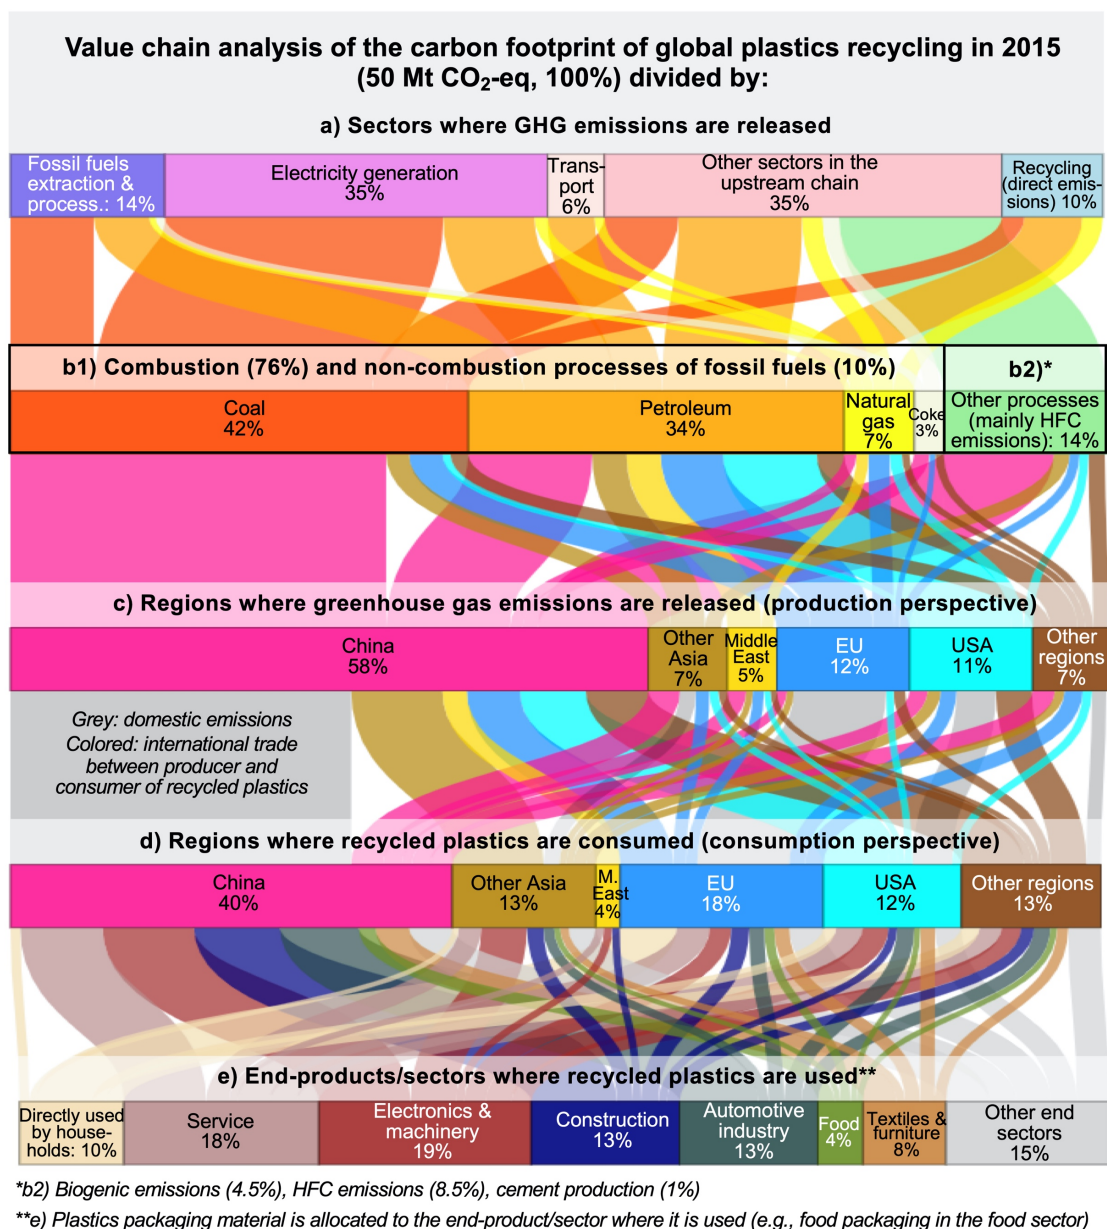 Value chain analysis of the carbon footprint of global plastics recycling in 2015
(50 Mt CO₂-eq, 100%) divided by:
a) Sectors where GHG emissions are released
Fossil fuels
extraction &
process.: 14%
Electricity generation
35%
Trans-
port
6%
Other sectors in the
upstream chain
35%
Recycling
(direct emis-
sions) 10%
b1) Combustion (76%) and non-combustion processes of fossil fuels (10%)
b2)*
Coal
42%
Petroleum
34%
Natural
gas
7%
Coke
3%
Other processes
(mainly HFC
emissions): 14%
c) Regions where greenhouse gas emissions are released (production perspective)
China
58%
Other
Asia
7%
Middle
East
5%
EU
12%
USA
11%
Other
regions
7%
Grey: domestic emissions
Colored: international trade
between producer and
consumer of recycled plastics
d) Regions where recycled plastics are consumed (consumption perspective)
China
40%
Other Asia
13%
M.
East
4%
EU
18%
USA
12%
Other regions
13%
e) End-products/sectors where recycled plastics are used**
Directly used
by house-
holds: 10%
Service
18%
Electronics &
machinery
19%
Construction
13%
Automotive
industry
13%
Food
4%
Textiles &
furniture
8%
Other end
sectors
15%
*b2) Biogenic emissions (4.5%), HFC emissions (8.5%), cement production (1%)
**e) Plastics packaging material is allocated to the end-product/sector where it is used (e.g., food packaging in the food sector)